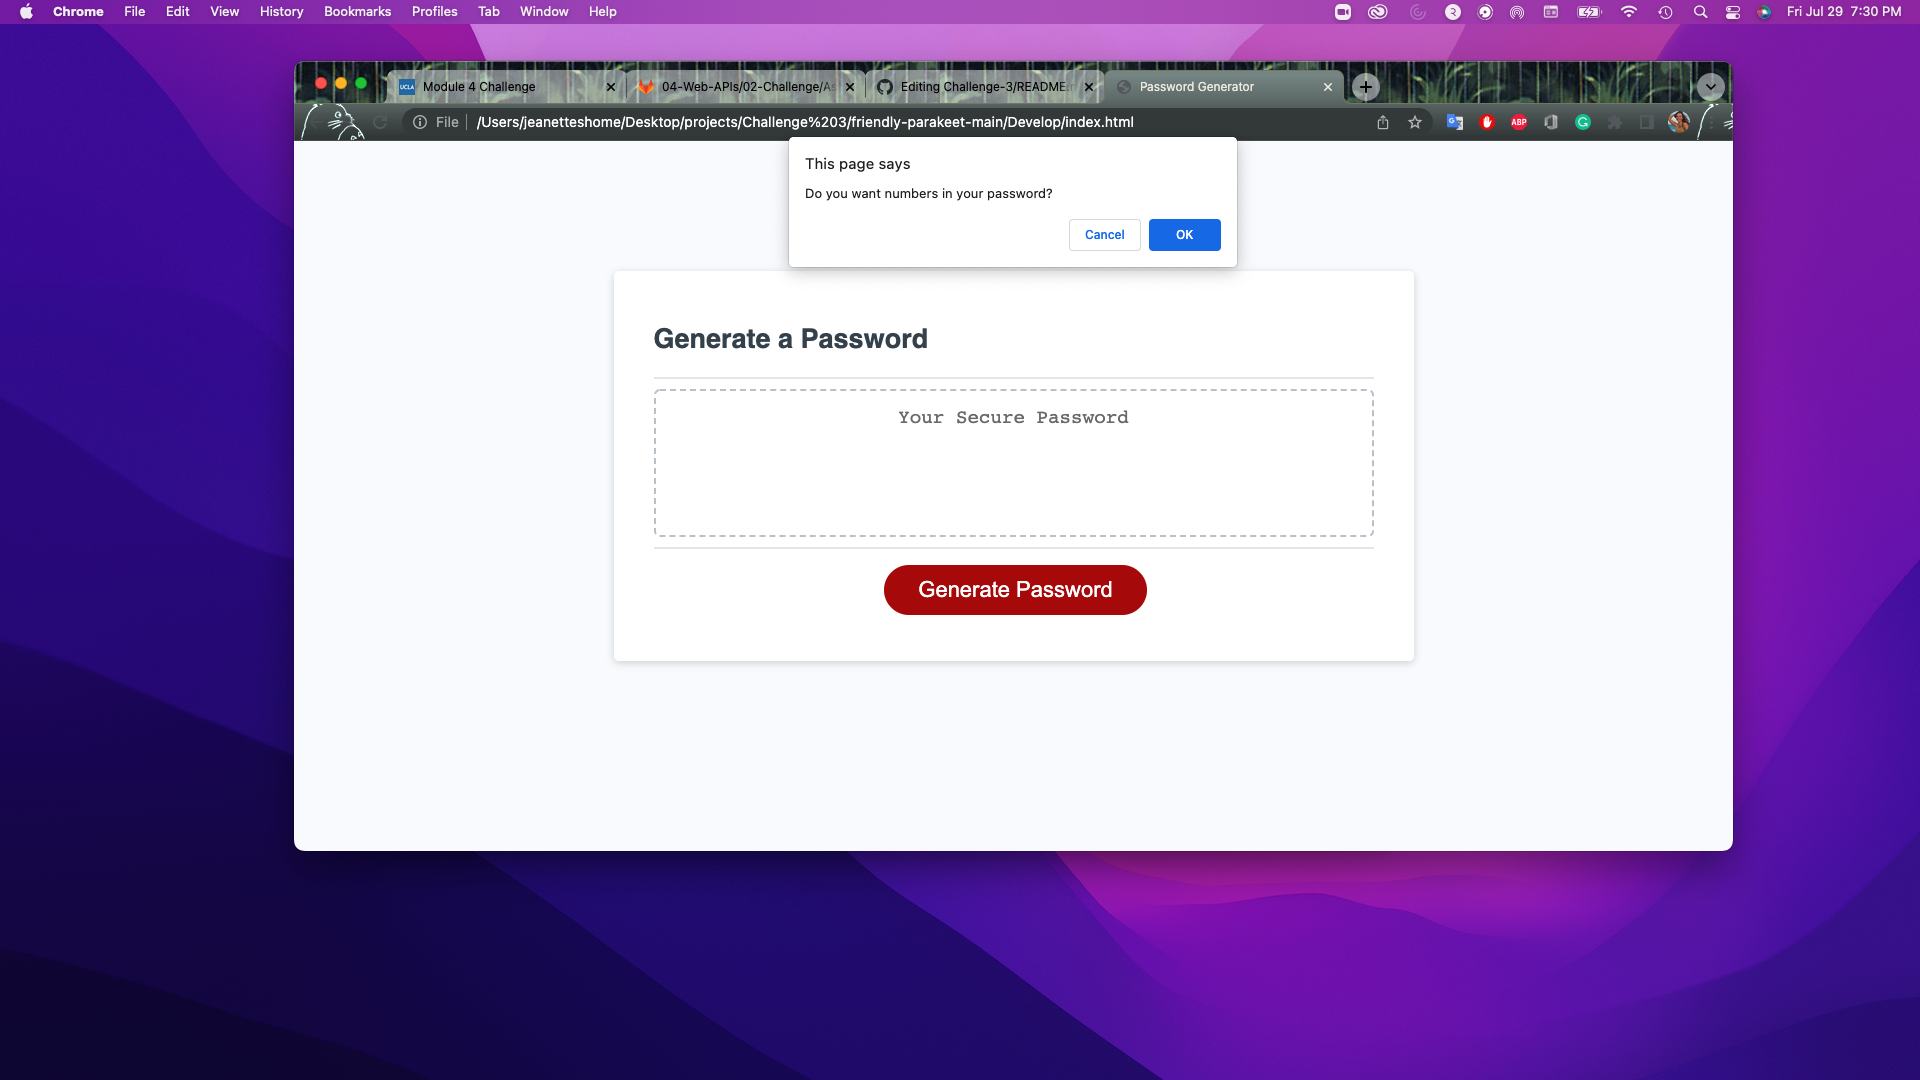 Chrome File Edit View History Bookmarks Profiles Tab Window Help Fri Jul 29 7:30 PM
UCLA Module 4 Challenge 04-Web-APIs/02-Challenge/As Editing Challenge-3/README. Password Generator
File /Users/jeanetteshome/Desktop/projects/Challenge%203/friendly-parakeet-main/Develop/index.html ABP
This page says
Do you want numbers in your password?
Cancel OK
Generate a Password
Your Secure Password
Generate Password